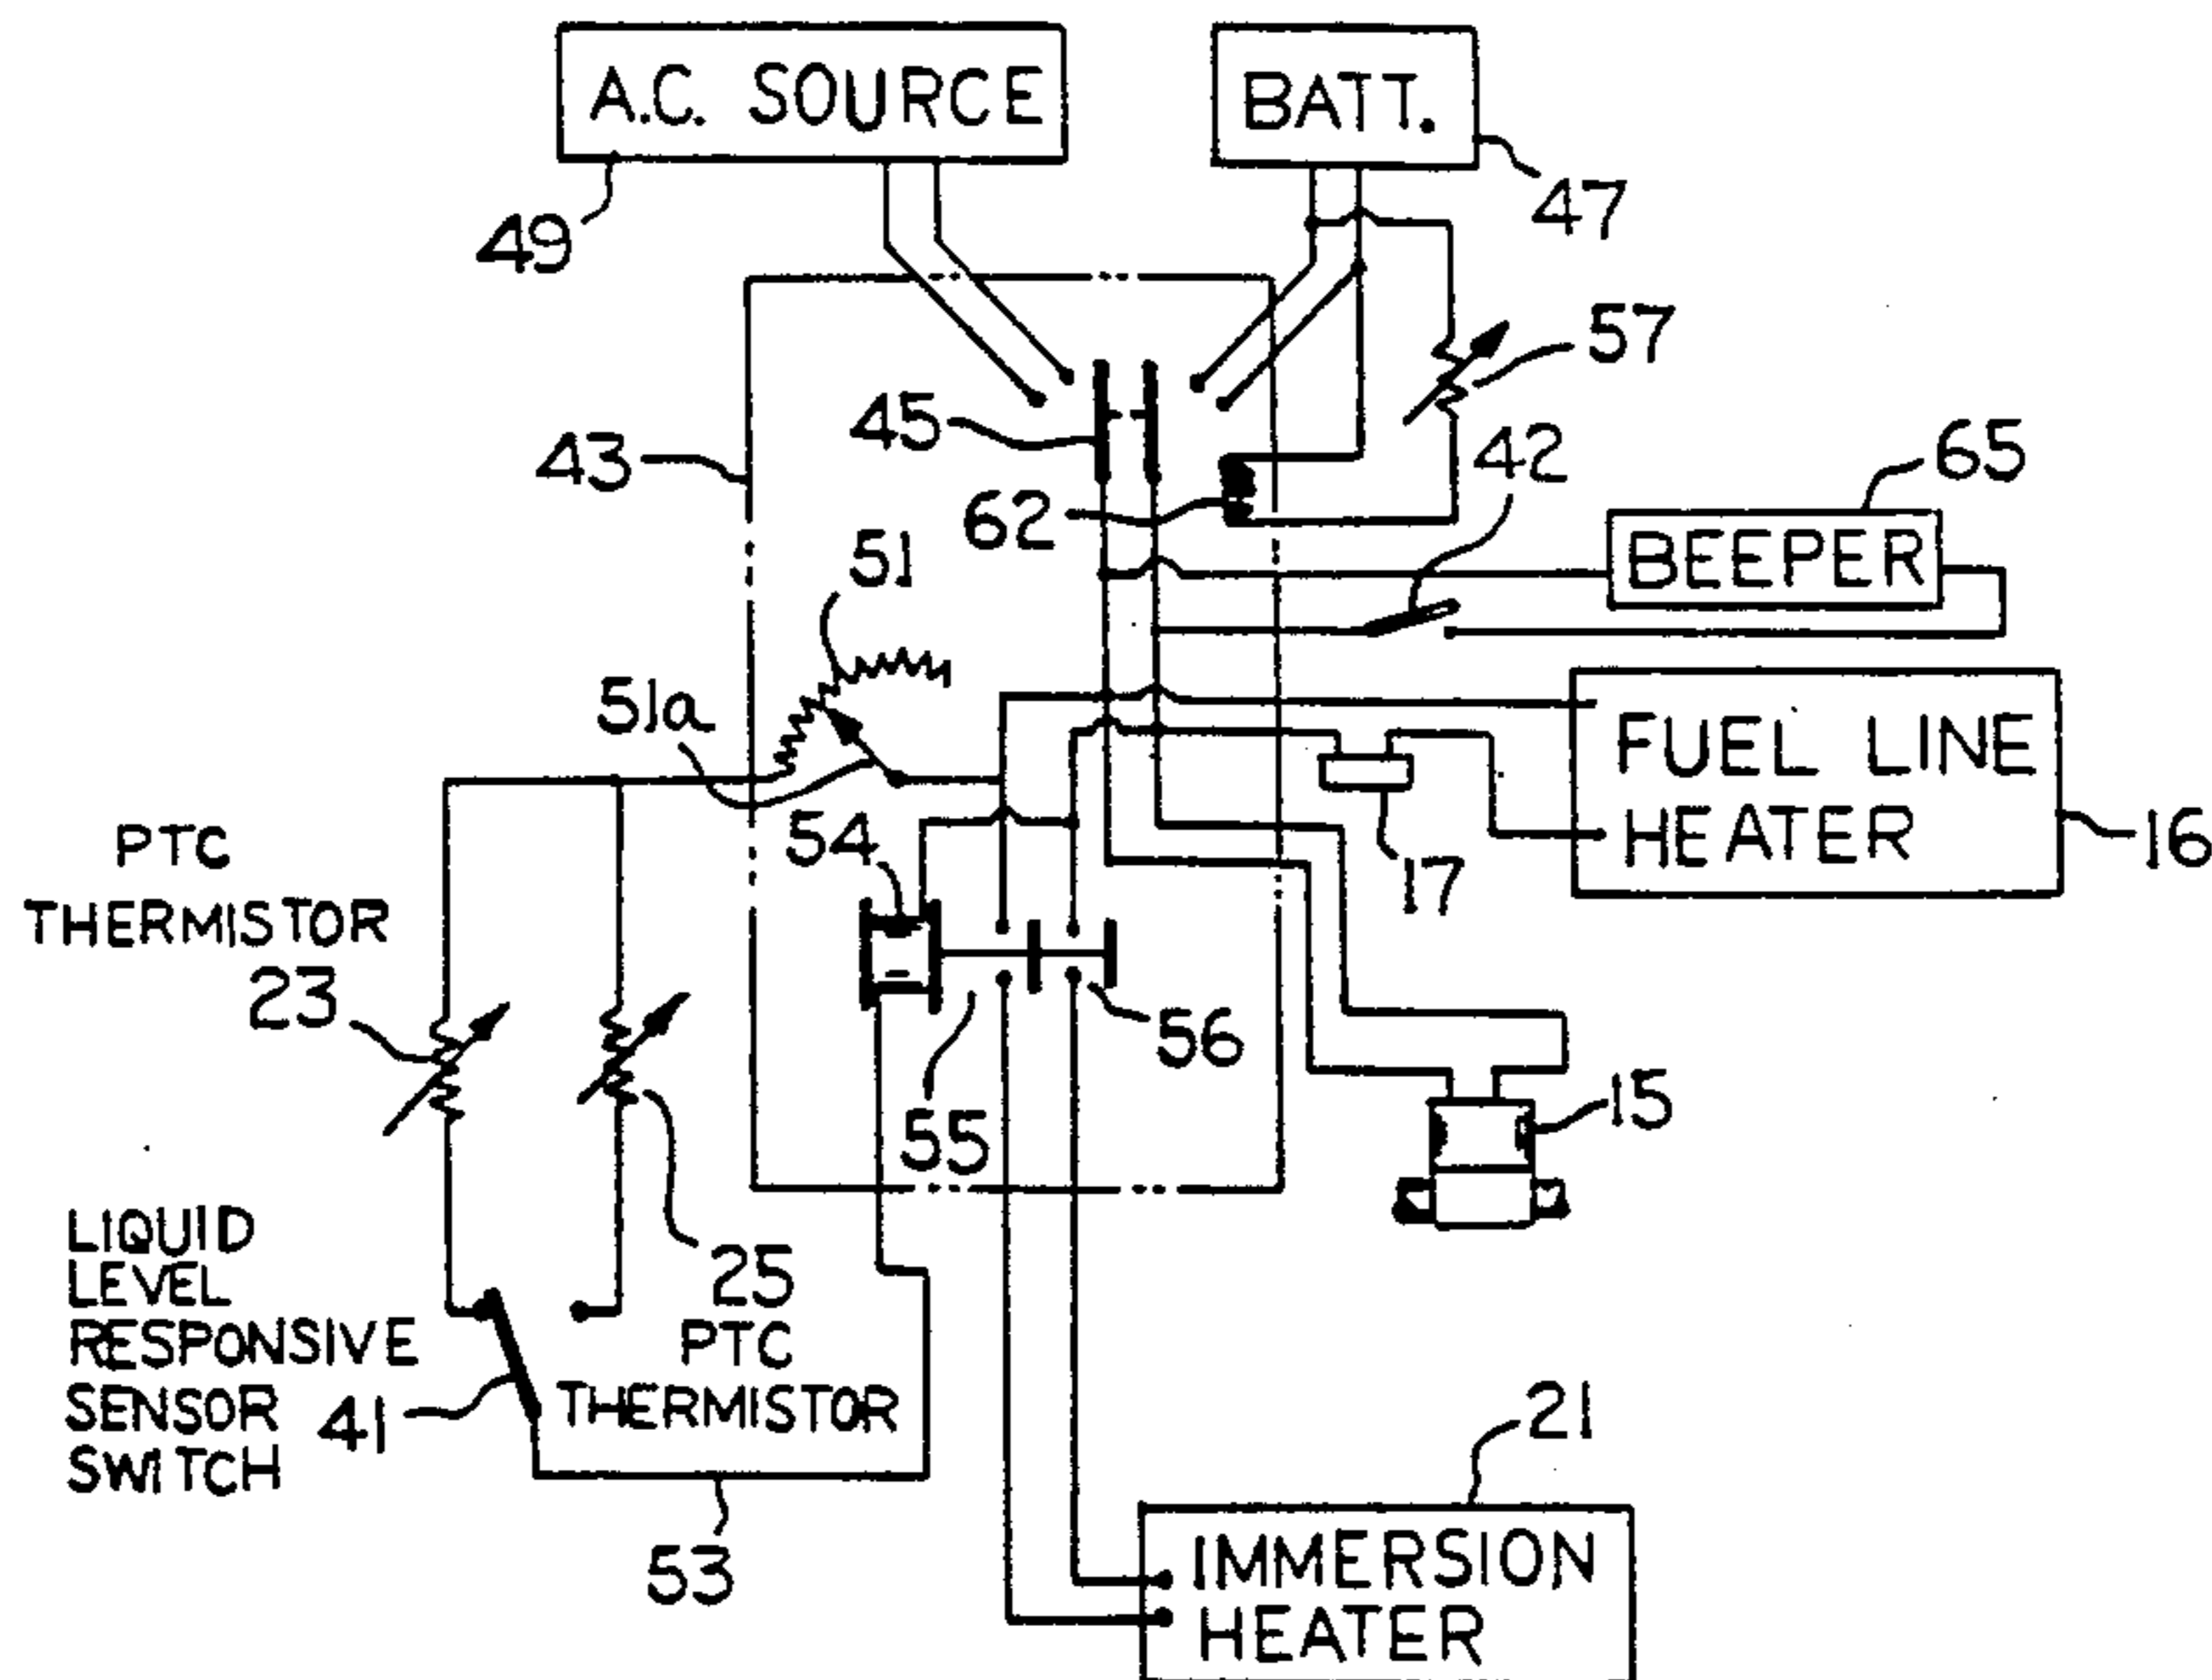 A.C. SOURCE
BATT.
49
47
57
45
43
42
65
62
51
BEEPER
51a
FUEL LINE
HEATER
16
54
17
PTC
THERMISTOR
23
56
55
15
25
PTC
THERMISTOR
LIQUID
LEVEL
RESPONSIVE
SENSOR
SWITCH
41
21
53
IMMERSION
HEATER